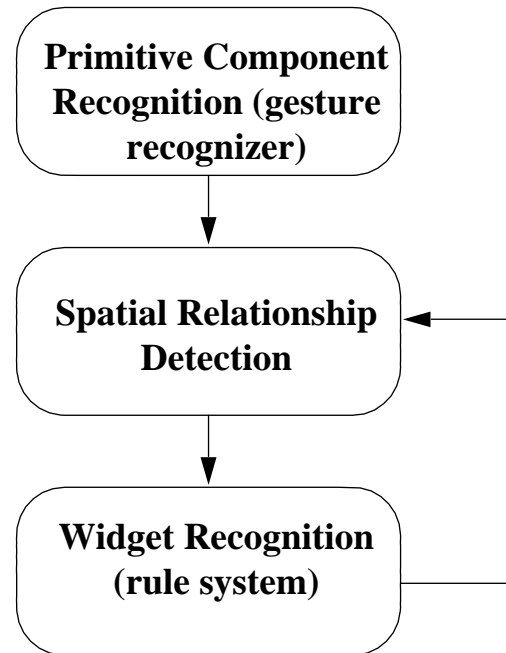 Primitive Component
Recognition (gesture
recognizer)
Spatial Relationship
Detection
Widget Recognition
(rule system)